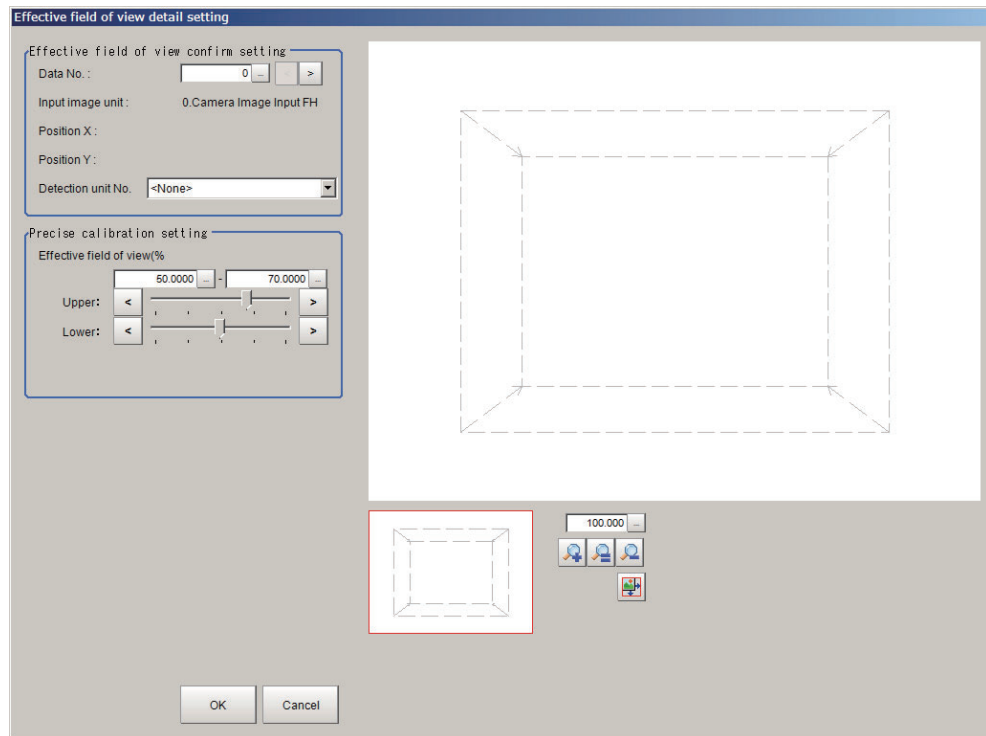 Effective field of view detail setting
Effective field of view confirm setting
Data No. : 0 ... < >
Input image unit : 0.Camera Image Input FH
Position X :
Position Y :
Detection unit No. <None>
Precise calibration setting
Effective field of view(%
50.0000 ... - 70.0000 ...
Upper: < >
Lower: < >
100.000 ...
OK Cancel